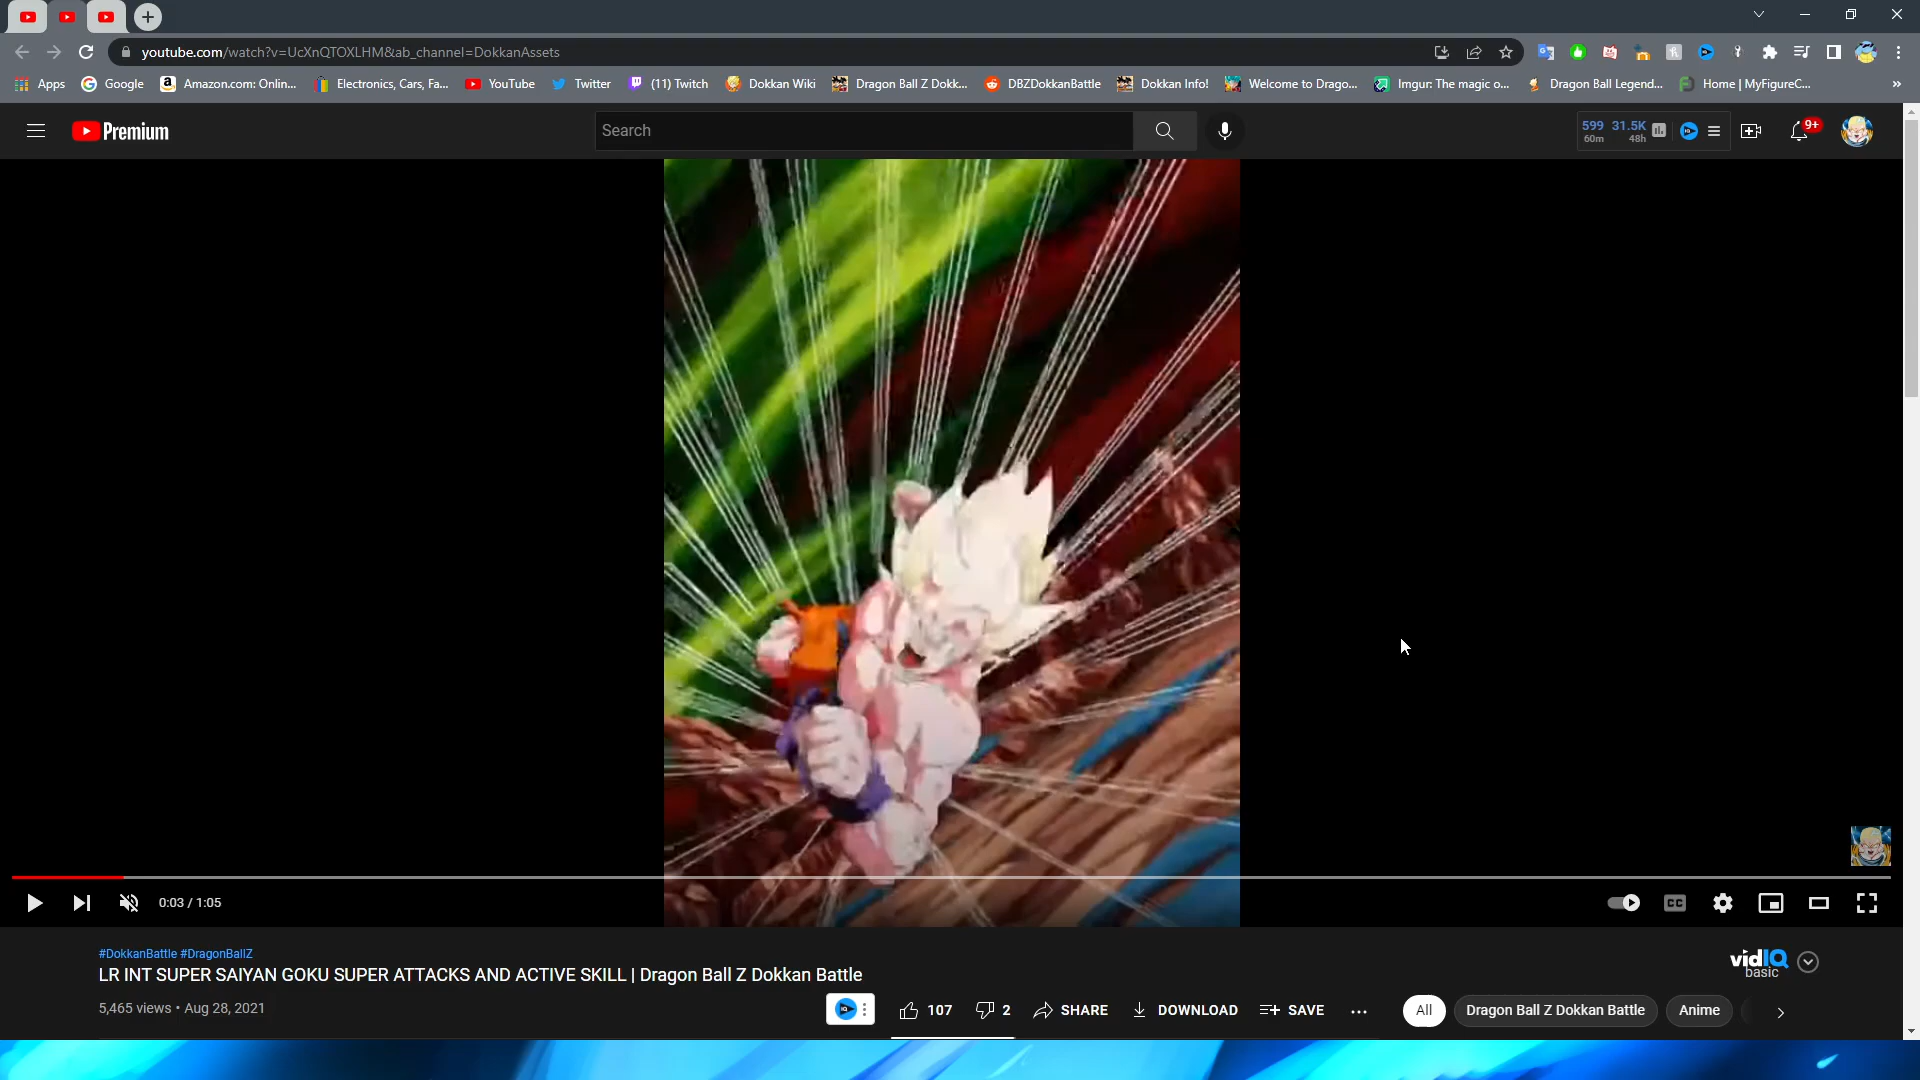 youtube.com/watch?v=UcXnQTOXLHM&ab_channel=DokkanAssets
Apps Google Amazon.com: Onlin... Electronics, Cars, Fa... YouTube Twitter (11) Twitch Dokkan Wiki Dragon Ball Z Dokk... DBZDokkanBattle Dokkan Info! Welcome to Drago... Imgur: The magic o... Dragon Ball Legend... Home | MyFigureC... »
Premium Search 599 60m 31.5K 48h 9+
0:03 / 1:05 CC
#DokkanBattle #DragonBallZ
LR INT SUPER SAIYAN GOKU SUPER ATTACKS AND ACTIVE SKILL | Dragon Ball Z Dokkan Battle
vidIQ
basic
5,465 views • Aug 28, 2021
107 2 SHARE DOWNLOAD SAVE ... All Dragon Ball Z Dokkan Battle Anime